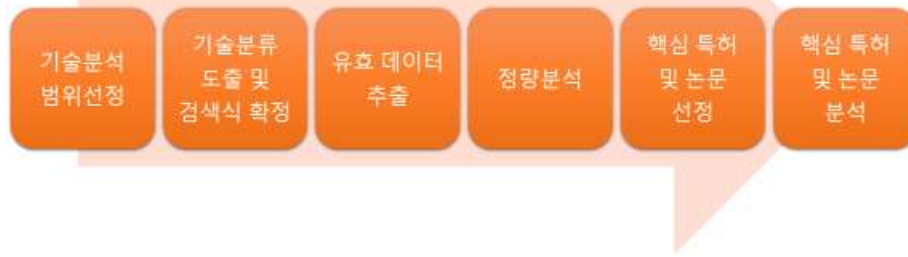 기술분석
범위선정
기술분류
도출 및
검색식 확정
유효 데이터
추출
정량분석
핵심 특허
및 논문
선정
핵심 특허
및 논문
분석